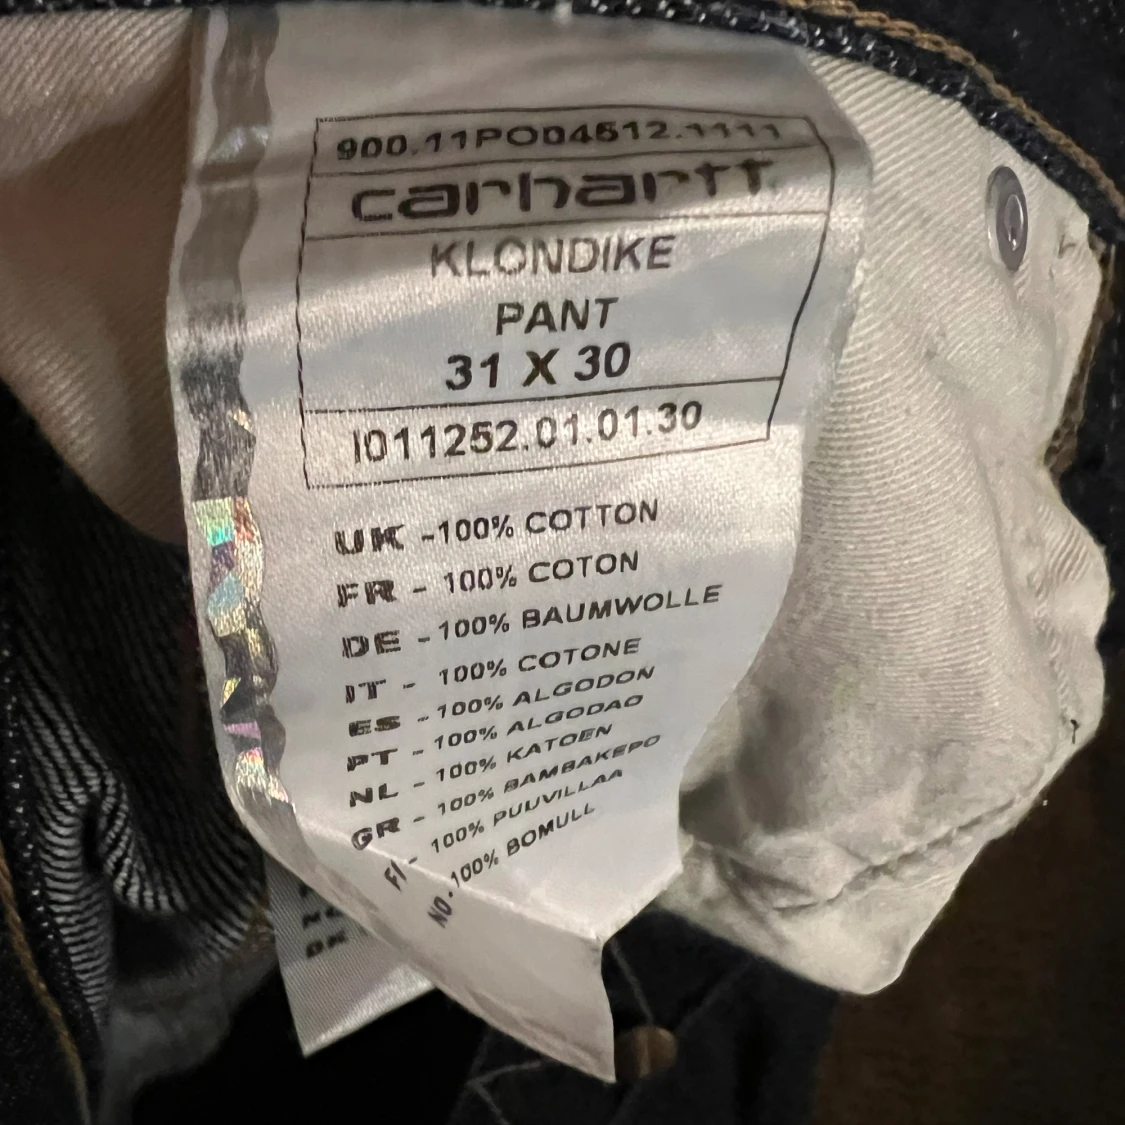 900.11PO04512.1111
carhartt
KLONDIKE
PANT
31 X 30
I011252.01.01.30
UK -100% COTTON
FR - 100% COTON
DE -100% BAUMWOLLE
IT - 100% COTONE
ES -100% ALGODON
PT - 100% ALGODAO
NL - 100% KATOEN
GR - 100% BAMBAKEPO
FI - 100% PUUVILLAA
NO - 100% BOMULL
DK